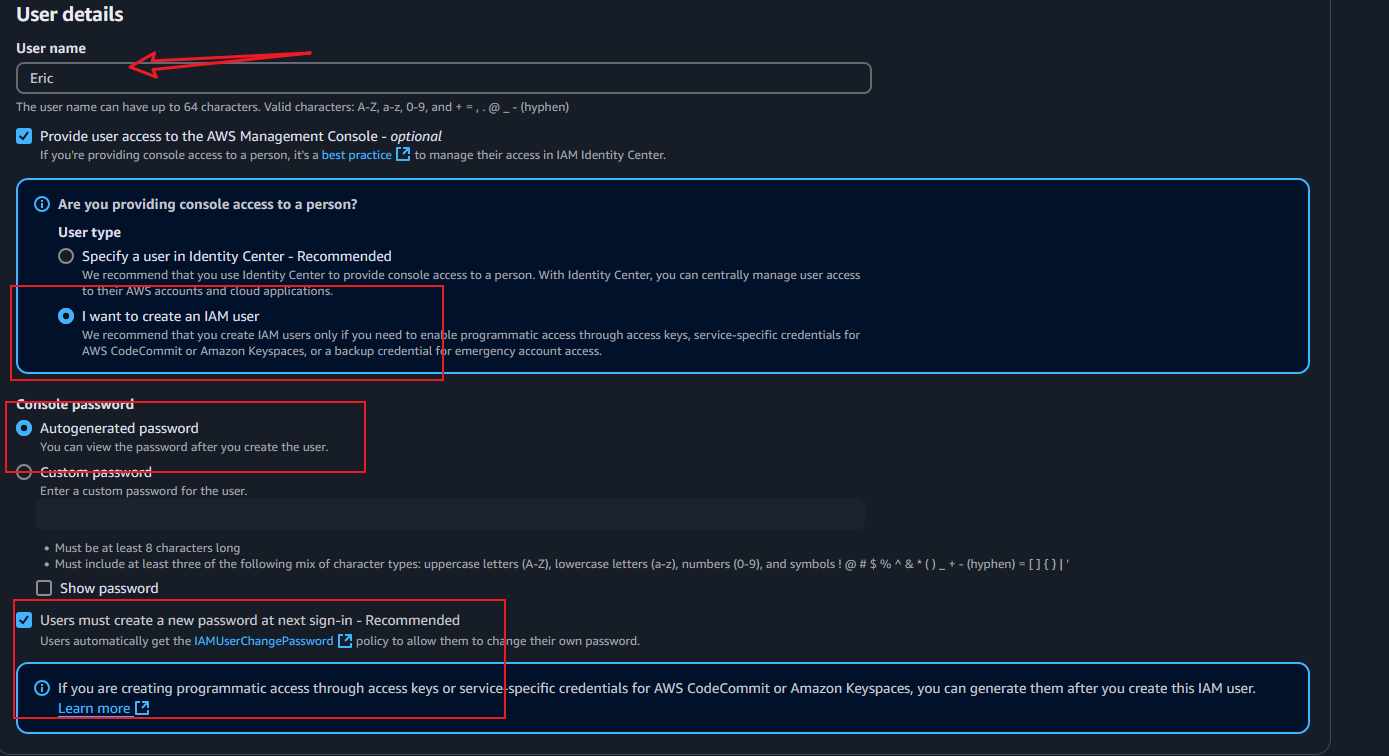 User details
User name
Eric
The user name can have up to 64 characters. Valid characters: A-Z, a-z, 0-9, and + = , . @ _ - (hyphen)
Provide user access to the AWS Management Console - optional
If you're providing console access to a person, it's a best practice to manage their access in IAM Identity Center.
Are you providing console access to a person?
User type
Specify a user in Identity Center - Recommended
We recommend that you use Identity Center to provide console access to a person. With Identity Center, you can centrally manage user access
to their AWS accounts and cloud applications.
I want to create an IAM user
We recommend that you create IAM users only if you need to enable programmatic access through access keys, service-specific credentials for
AWS CodeCommit or Amazon Keyspaces, or a backup credential for emergency account access.
Console password
Autogenerated password
You can view the password after you create the user.
Custom password
Enter a custom password for the user.
• Must be at least 8 characters long
• Must include at least three of the following mix of character types: uppercase letters (A-Z), lowercase letters (a-z), numbers (0-9), and symbols ! @ # $ % ^ & * ( ) _ + - (hyphen) = [ ] { } | '
Show password
Users must create a new password at next sign-in - Recommended
Users automatically get the IAMUserChangePassword policy to allow them to change their own password.
If you are creating programmatic access through access keys or service-specific credentials for AWS CodeCommit or Amazon Keyspaces, you can generate them after you create this IAM user.
Learn more